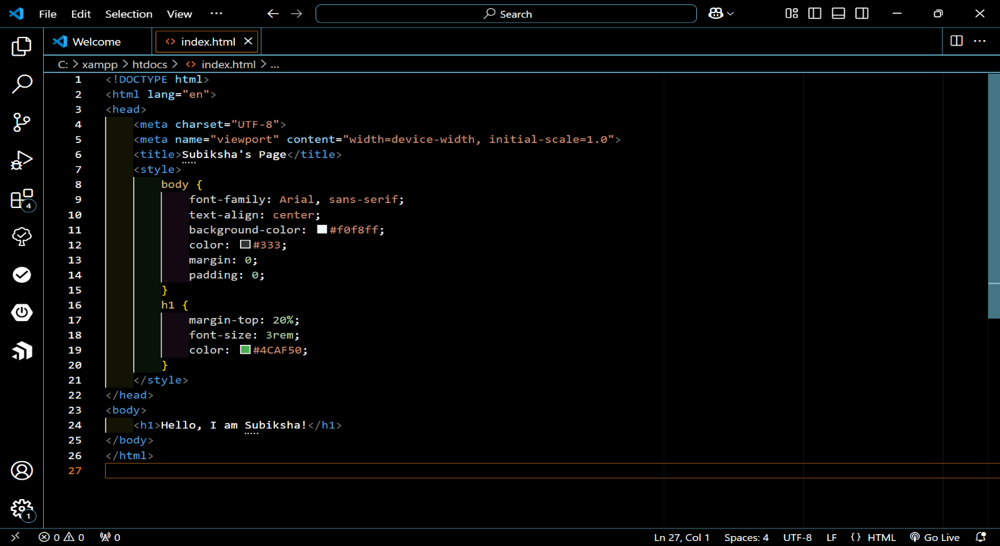 File Edit Selection View ... Search
Welcome index.html
C: > xampp > htdocs > index.html > ...
1 <!DOCTYPE html>
2 <html lang="en">
3 <head>
4 <meta charset="UTF-8">
5 <meta name="viewport" content="width=device-width, initial-scale=1.0">
6 <title>Subiksha's Page</title>
7 <style>
8 body {
9 font-family: Arial, sans-serif;
10 text-align: center;
11 background-color: #f0f8ff;
12 color: #333;
13 margin: 0;
14 padding: 0;
15 }
16 h1 {
17 margin-top: 20%;
18 font-size: 3rem;
19 color: #4CAF50;
20 }
21 </style>
22 </head>
23 <body>
24 <h1>Hello, I am Subiksha!</h1>
25 </body>
26 </html>
27
4
1
0 0 0 Ln 27, Col 1 Spaces: 4 UTF-8 LF {} HTML Go Live